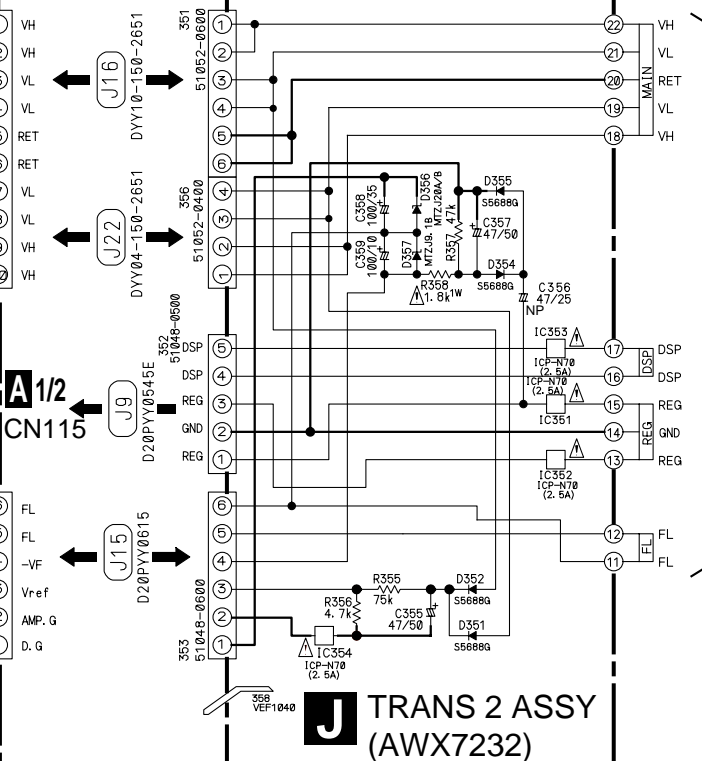 VH
VH
VL
VL
RET
RET
VL
VL
VH
VH
J16
DYY10-150-2651
J22
DYY04-150-2651
351
51052-0600
1
2
3
4
5
6
356
51052-0400
4
3
2
1
22 VH
21 VL
20 RET
19 VL
18 VH
MAIN
C358
100/35
C359
100/10
D356
MTZJ20A/B
D357
MTZJ9.1B
R357
47k
D355
S5688G
C357
47/50
D354
S5688G
R358
1.8k 1W
C356
47/25
NP
A 1/2
CN115
J9
D20PYY0545E
352
51048-0500
DSP 5
DSP 4
REG 3
GND 2
REG 1
IC353
ICP-N70
(2.5A)
ICP-N70
(2.5A)
IC351
IC352
ICP-N70
(2.5A)
17 DSP
16 DSP
DSP
15 REG
14 GND
13 REG
REG
12 FL
11 FL
FL
FL
FL
-VF
Vref
AMP.G
D.G
J15
D20PYY0615
353
51048-0600
6
5
4
3
2
1
R355
75k
R356
4.7k
C355
47/50
D352
S5688G
D351
S5688G
IC354
ICP-N70
(2.5A)
358
VEF1040
J TRANS 2 ASSY
(AWX7232)